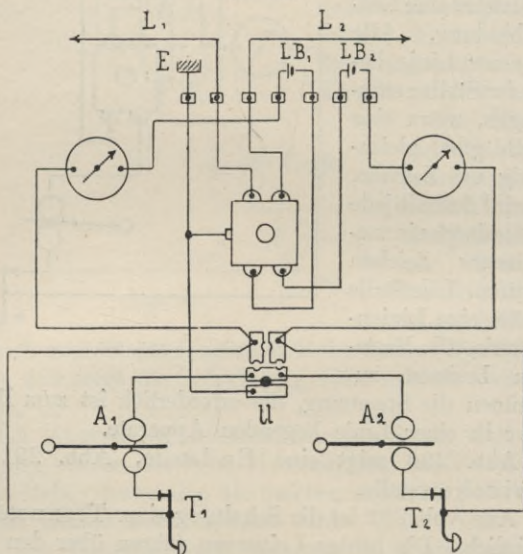 L₁ L₂
E LB₁ LB₂
U
A₁ A₂
T₁ T₂